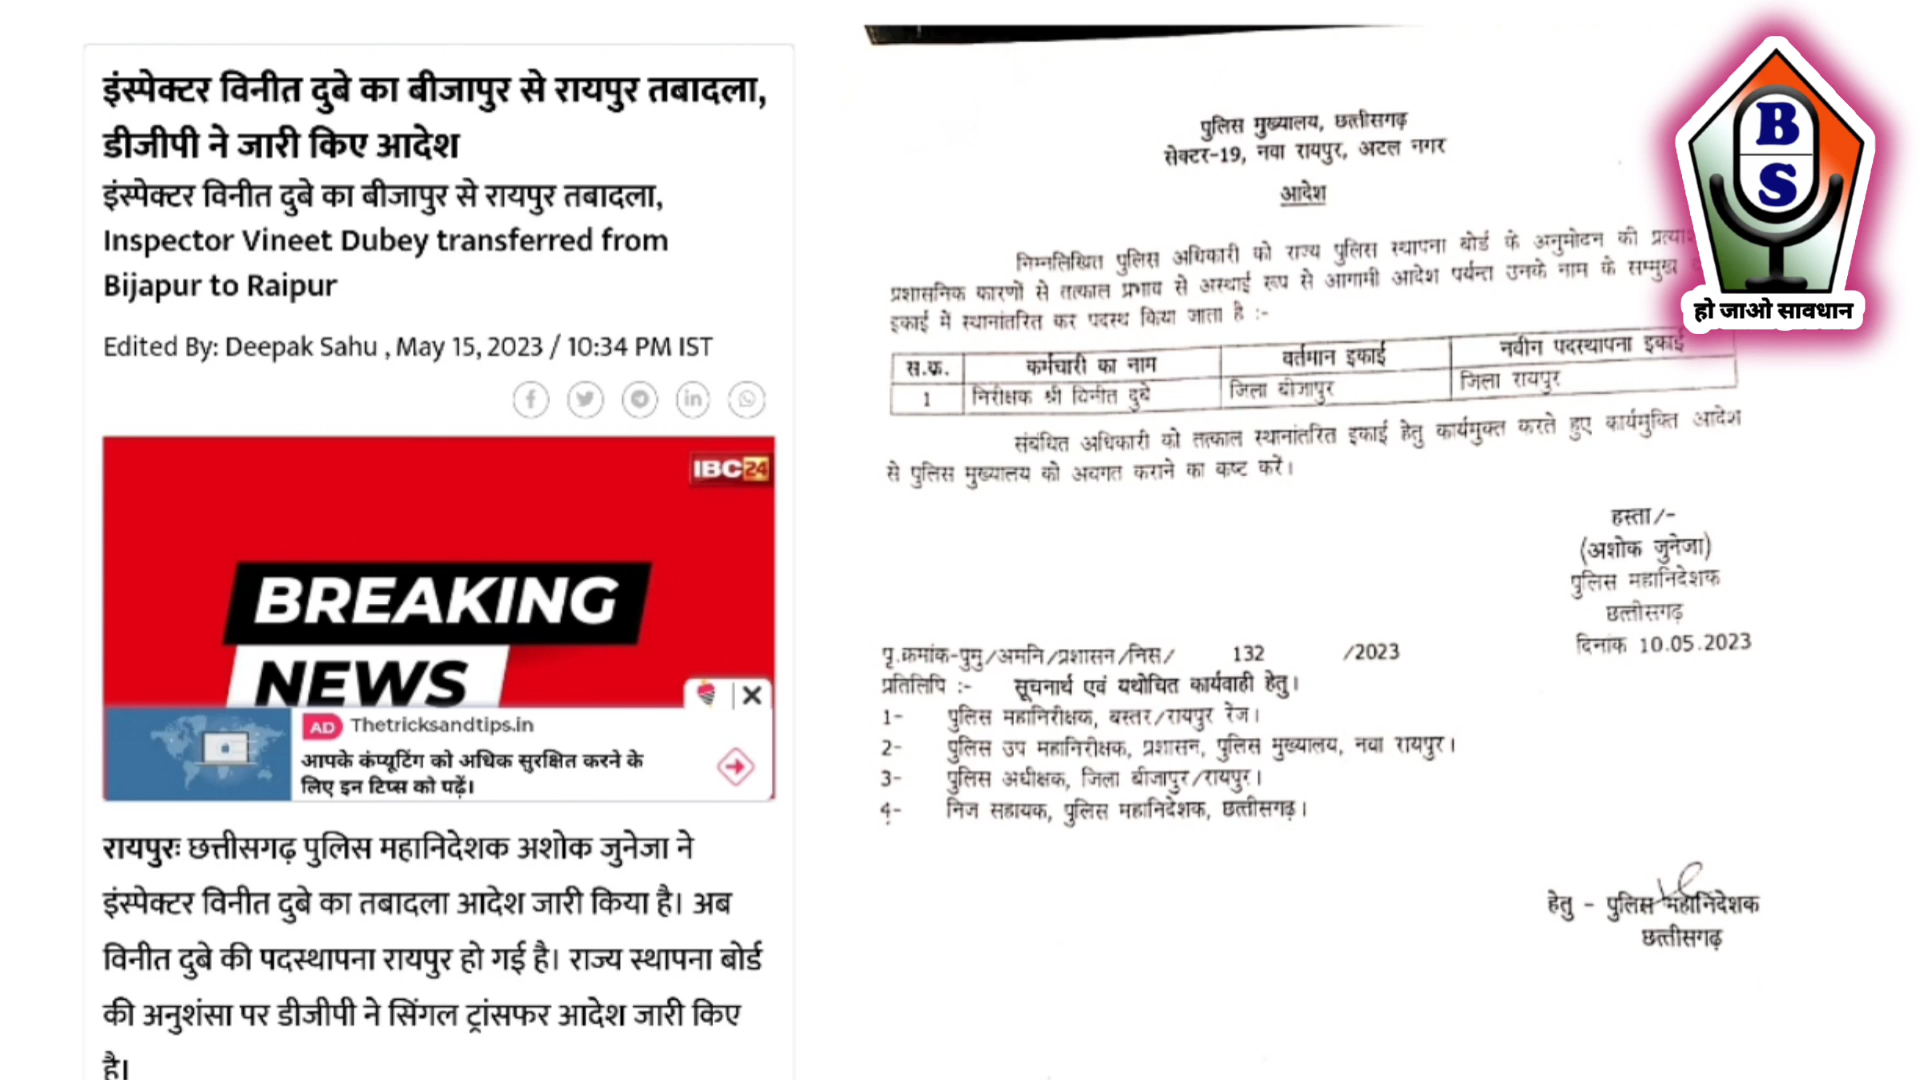 इंस्पेक्टर विनीत दुबे का बीजापुर से रायपुर तबादला,
डीजीपी ने जारी किए आदेश
इंस्पेक्टर विनीत दुबे का बीजापुर से रायपुर तबादला,
Inspector Vineet Dubey transferred from
Bijapur to Raipur
Edited By: Deepak Sahu , May 15, 2023 / 10:34 PM IST
IBC24
BREAKING
NEWS
AD Thetricksandtips.in
आपके कंप्यूटिंग को अधिक सुरक्षित करने के
लिए इन टिप्स को पढ़ें।
रायपुरः छत्तीसगढ़ पुलिस महानिदेशक अशोक जुनेजा ने
इंस्पेक्टर विनीत दुबे का तबादला आदेश जारी किया है। अब
विनीत दुबे की पदस्थापना रायपुर हो गई है। राज्य स्थापना बोर्ड
की अनुशंसा पर डीजीपी ने सिंगल ट्रांसफर आदेश जारी किए
है।
पुलिस मुख्यालय, छत्तीसगढ़
सेक्टर-19, नवा रायपुर, अटल नगर
आदेश
निम्नलिखित पुलिस अधिकारी को राज्य पुलिस स्थापना बोर्ड के अनुमोदन की
प्रशासनिक कारणों से तत्काल प्रभाव से अस्थाई रूप से आगामी आदेश पर्यन्त उनके नाम के सम्मुख
इकाई में स्थानांतरित कर पदस्थ किया जाता है :-
स.क्र. कर्मचारी का नाम वर्तमान इकाई नवीन पदस्थापना इकाई
1 निरीक्षक श्री विनीत दुबे जिला बीजापुर जिला रायपुर
संबंधित अधिकारी को तत्काल स्थानांतरित इकाई हेतु कार्यमुक्त करते हुए कार्यमुक्ति आदेश
से पुलिस मुख्यालय को अवगत कराने का कष्ट करें।
हस्ता/-
(अशोक जुनेजा)
पुलिस महानिदेशक
छत्तीसगढ़
दिनांक 10.05.2023
पृ.क्रमांक-पुमु/अमनि/प्रशासन/निस/ 132 /2023
प्रतिलिपि :- सूचनार्थ एवं यथोचित कार्यवाही हेतु।
1- पुलिस महानिरीक्षक, बस्तर/रायपुर रेंज।
2- पुलिस उप महानिरीक्षक, प्रशासन, पुलिस मुख्यालय, नवा रायपुर।
3- पुलिस अधीक्षक, जिला बीजापुर/रायपुर।
4- निज सहायक, पुलिस महानिदेशक, छत्तीसगढ़।
हेतु - पुलिस महानिदेशक
छत्तीसगढ़
B
S
हो जाओ सावधान